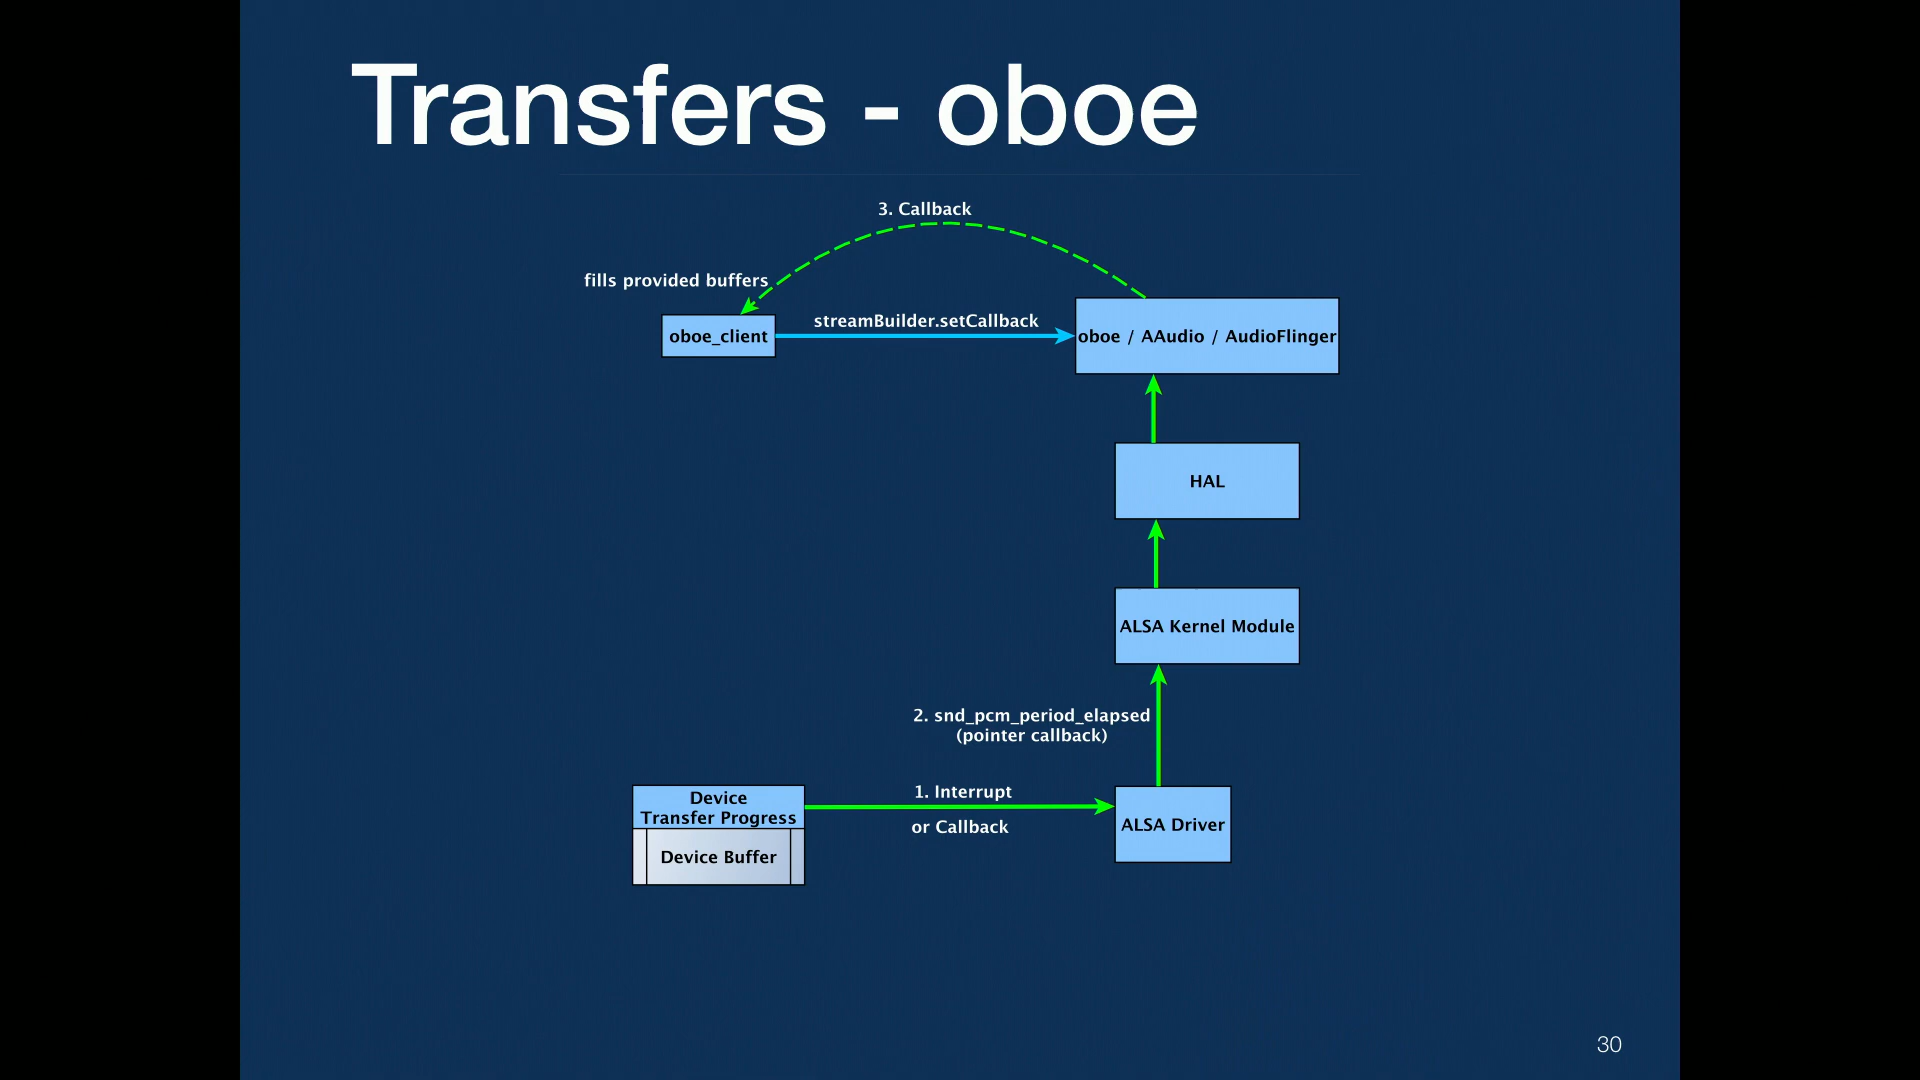 Transfers - oboe
3. Callback
fills provided buffers
streamBuilder.setCallback
oboe_client
oboe / AAudio / AudioFlinger
HAL
ALSA Kernel Module
2. snd_pcm_period_elapsed
(pointer callback)
Device
Transfer Progress
1. Interrupt
or Callback
ALSA Driver
Device Buffer
30